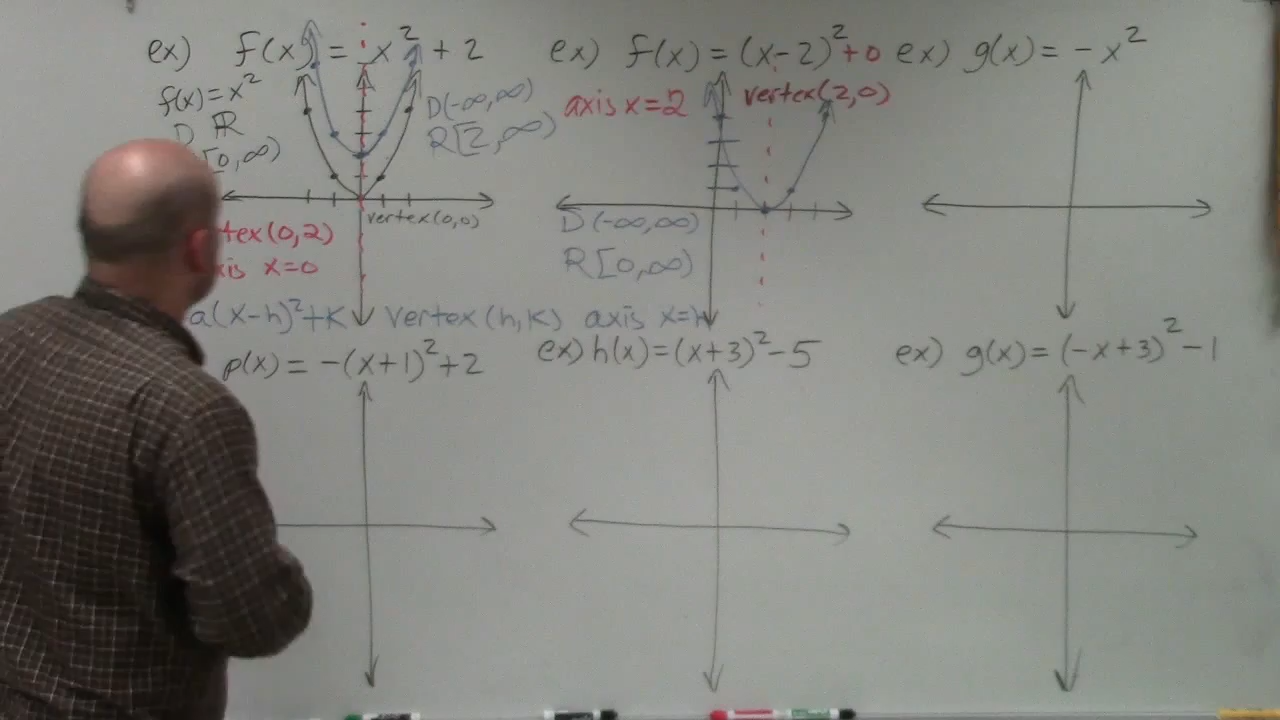 ex) f(x) = x² + 2
f(x) = x²
D ℝ
[0,∞)
D(-∞,∞)
R[2,∞)
vertex(0,0)
tex(0,2)
xis x=0
ex) f(x) = (x-2)²+0
axis x=2
vertex(2,0)
D(-∞,∞)
R[0,∞)
ex) g(x) = -x²
a(x-h)²+k vertex(h,k) axis x=h
p(x) = -(x+1)²+2
ex) h(x) = (x+3)²-5
ex) g(x) = (-x+3)²-1